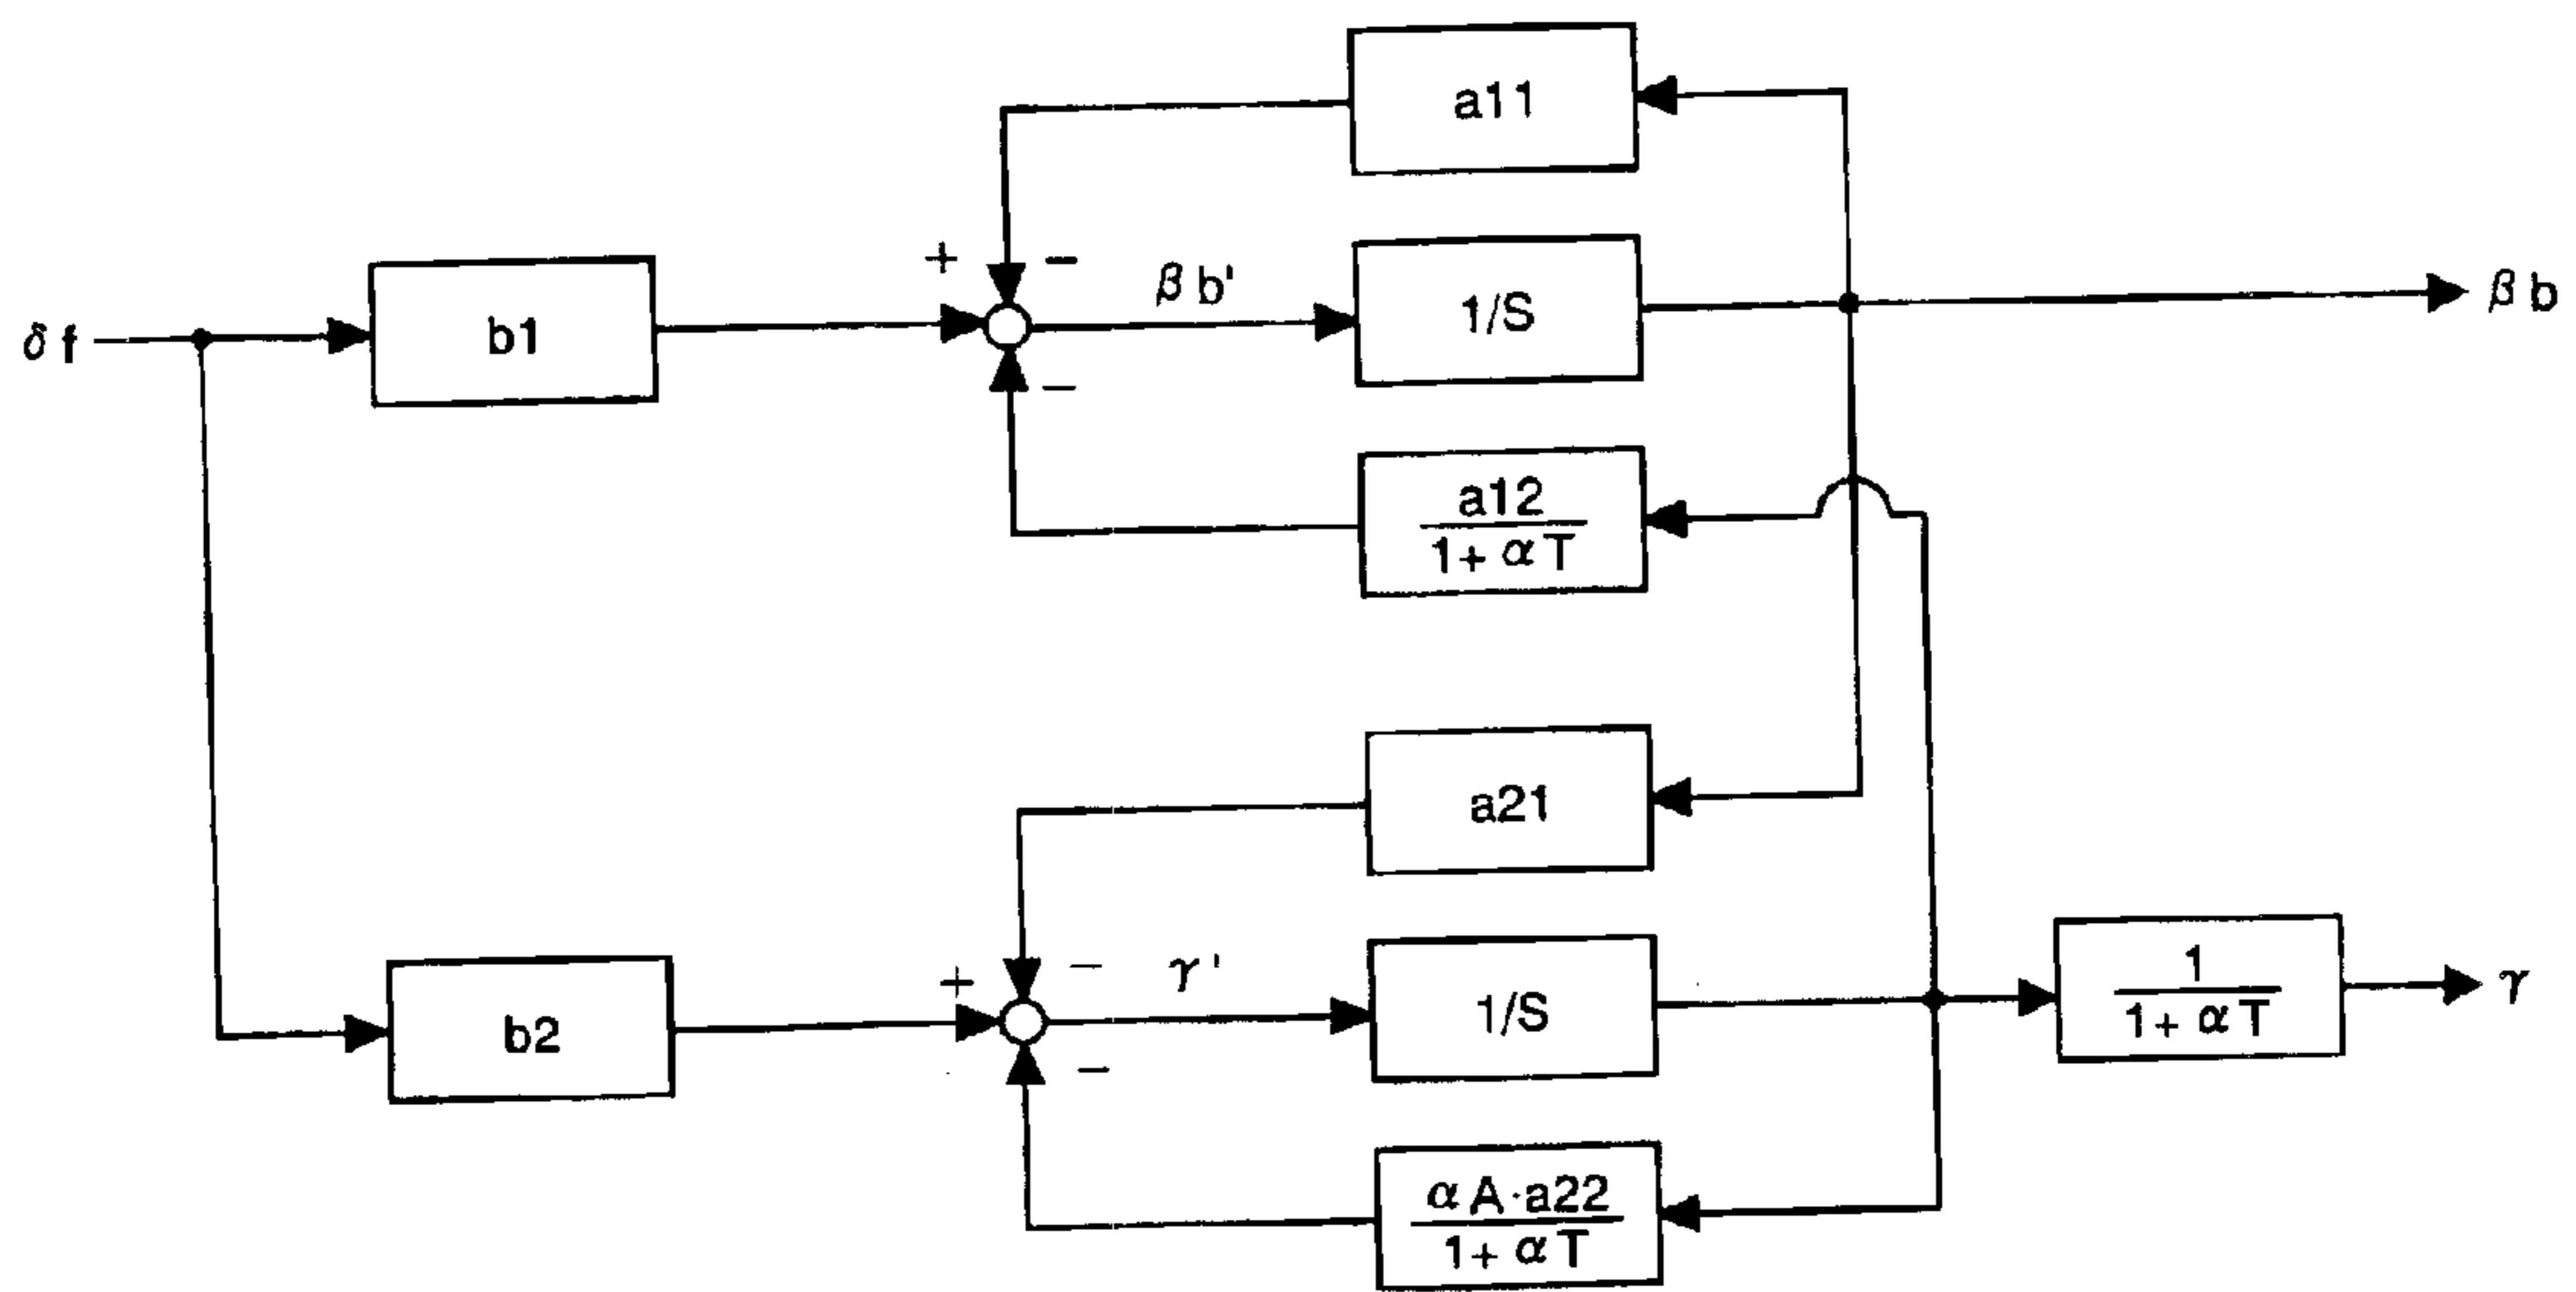 a11
+
−
β b'
1/S
β b
δ f
b1
−
a12
1+ α T
a21
−
γ '
+
1/S
1
1+ α T
γ
b2
−
α A·a22
1+ α T